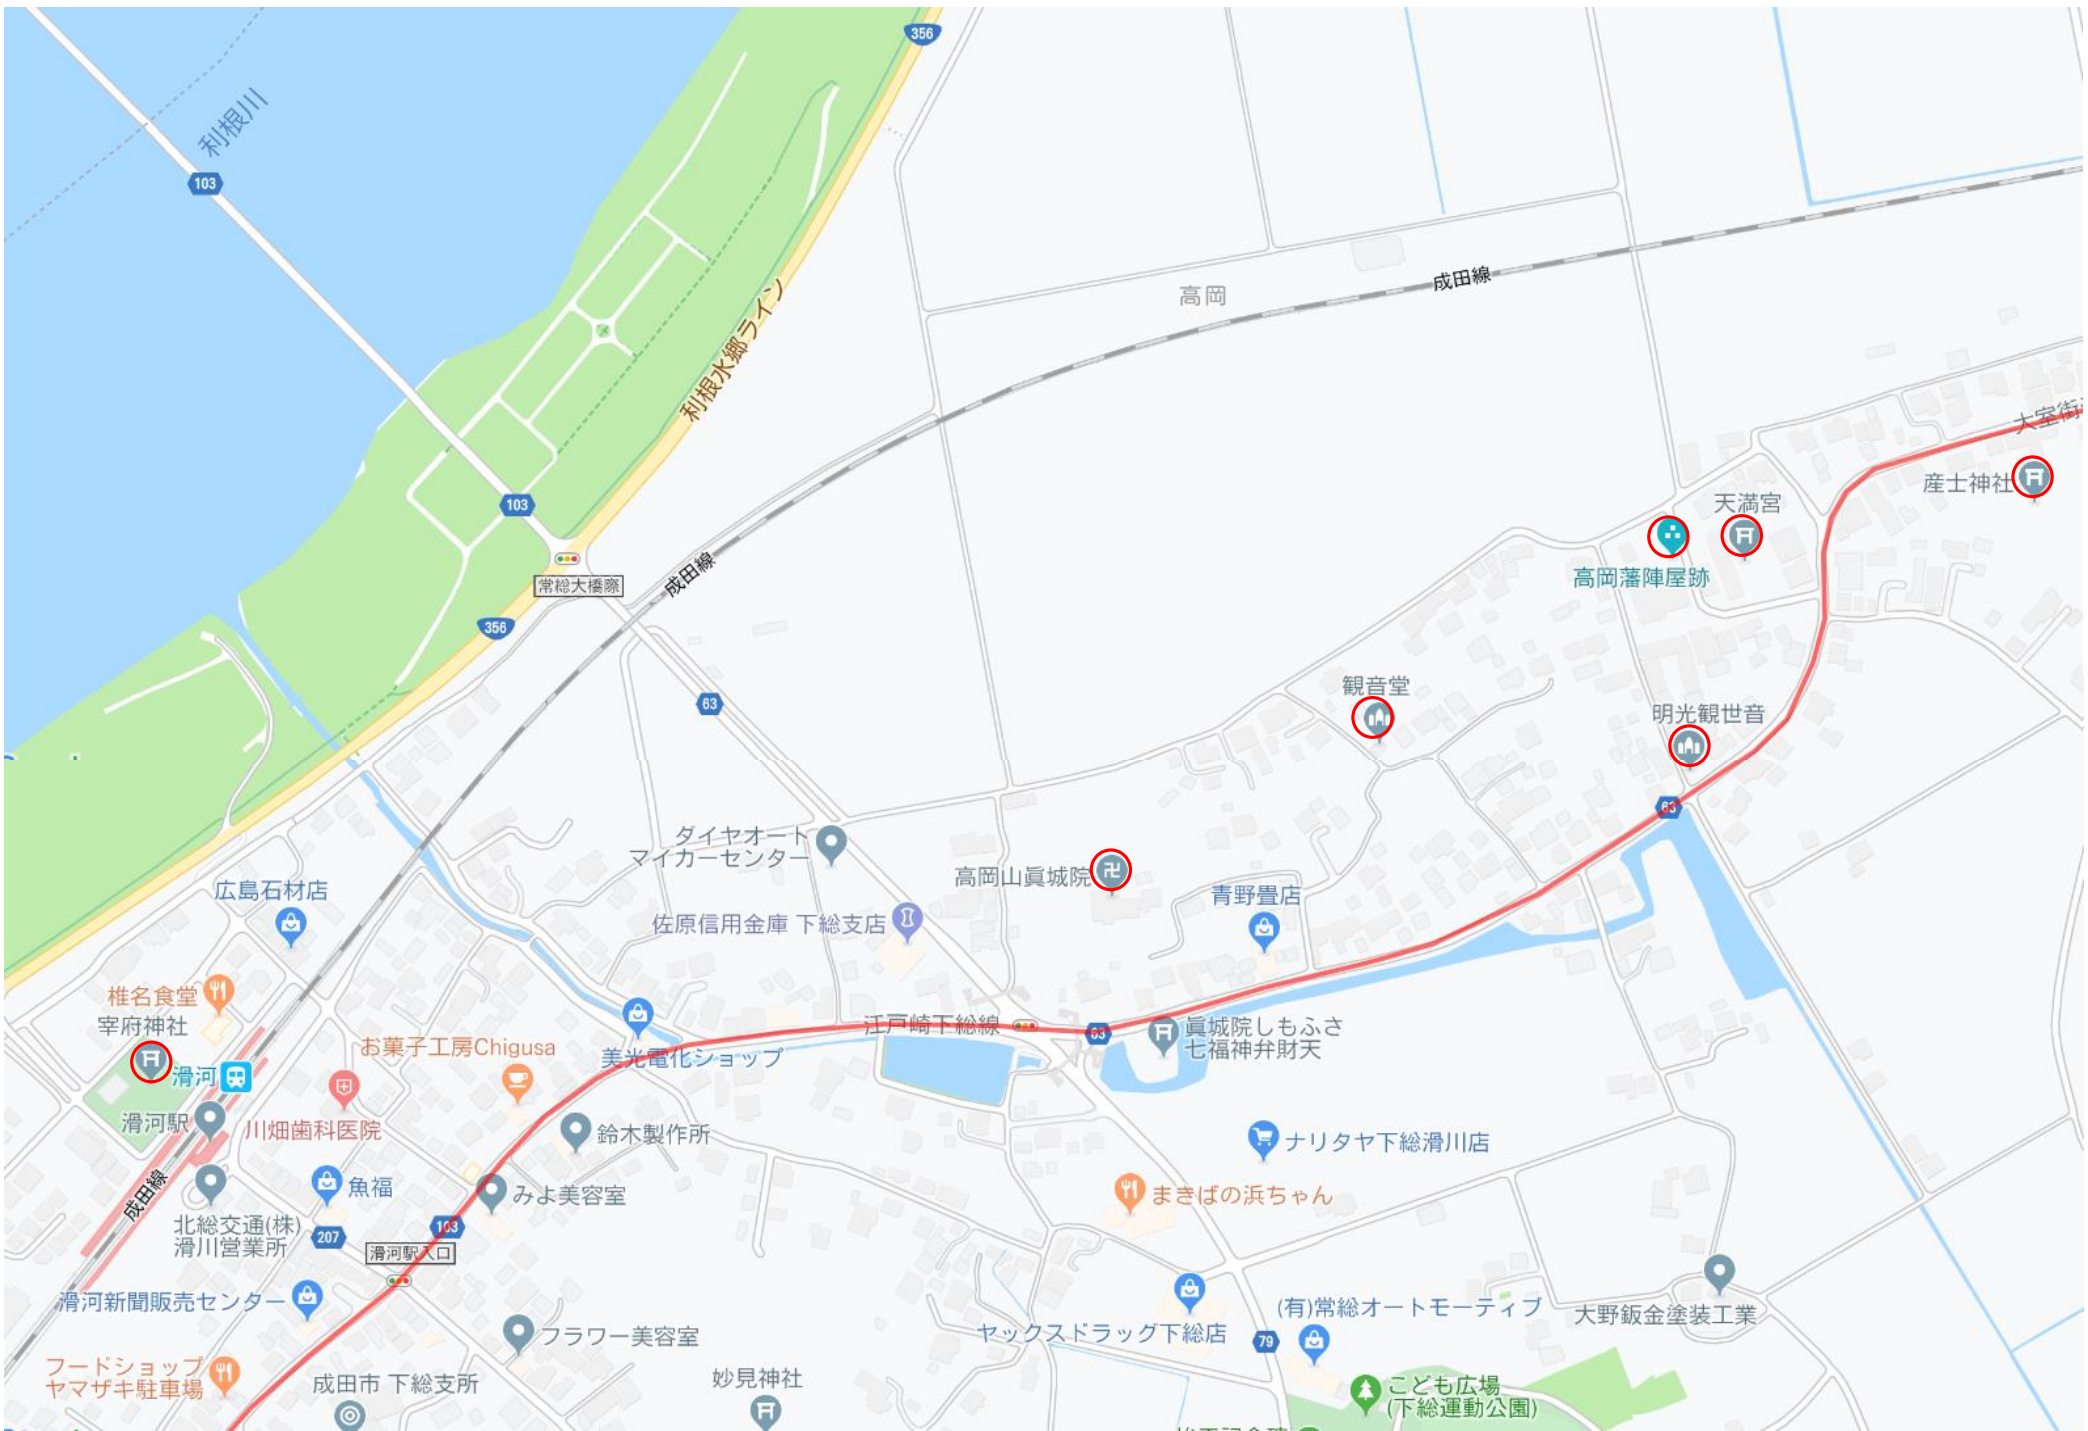 356
利根川
103
利根水郷ライン
高岡
成田線
大室街
産土神社
天満宮
高岡藩陣屋跡
103
常総大橋際
成田線
356
63
観音堂
明光観世音
63
ダイヤオート
マイカーセンター
高岡山眞城院
広島石材店
青野畳店
佐原信用金庫 下総支店
椎名食堂
宰府神社
江戸崎下総線
63
眞城院しもふさ
七福神弁財天
お菓子工房Chigusa
美光電化ショップ
滑河
滑河駅
川畑歯科医院
鈴木製作所
ナリタヤ下総滑川店
成田線
魚福
みよ美容室
まきばの浜ちゃん
北総交通(株)
滑川営業所
207
103
滑河駅入口
滑河新聞販売センター
(有)常総オートモーティブ
大野鈑金塗装工業
フラワー美容室
ヤックスドラッグ下総店
79
フードショップ
ヤマザキ駐車場
成田市 下総支所
妙見神社
こども広場
(下総運動公園)